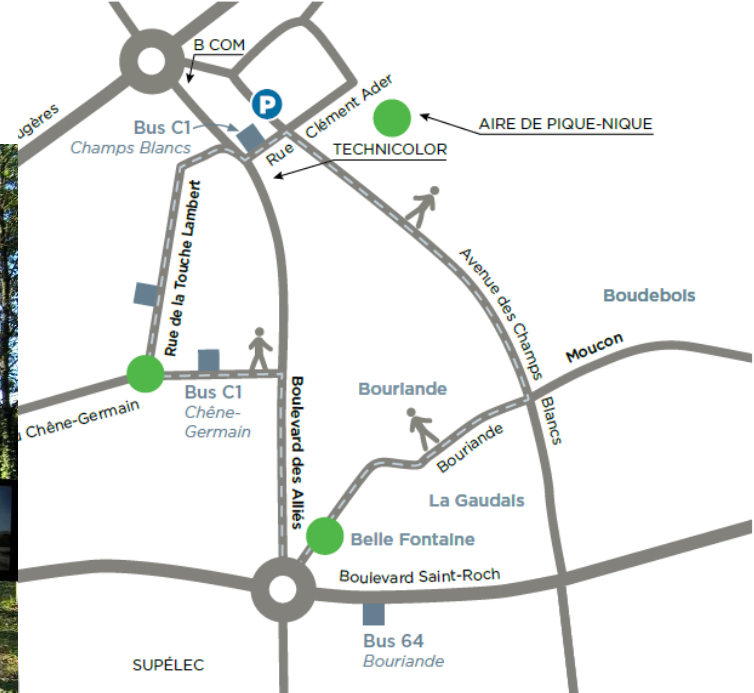 B COM
P
ugères
Bus C1
Champs Blancs
Rue Clément Ader
AIRE DE PIQUE-NIQUE
TECHNICOLOR
Rue de la Touche Lambert
Avenue des Champs Blancs
Boudebois
Moucon
Bourlande
Bus C1
Chêne-
Germain
Chêne-Germain
Boulevard des Alliés
Bouriande
La Gaudais
Belle Fontaine
Boulevard Saint-Roch
Bus 64
Bouriande
SUPÉLEC